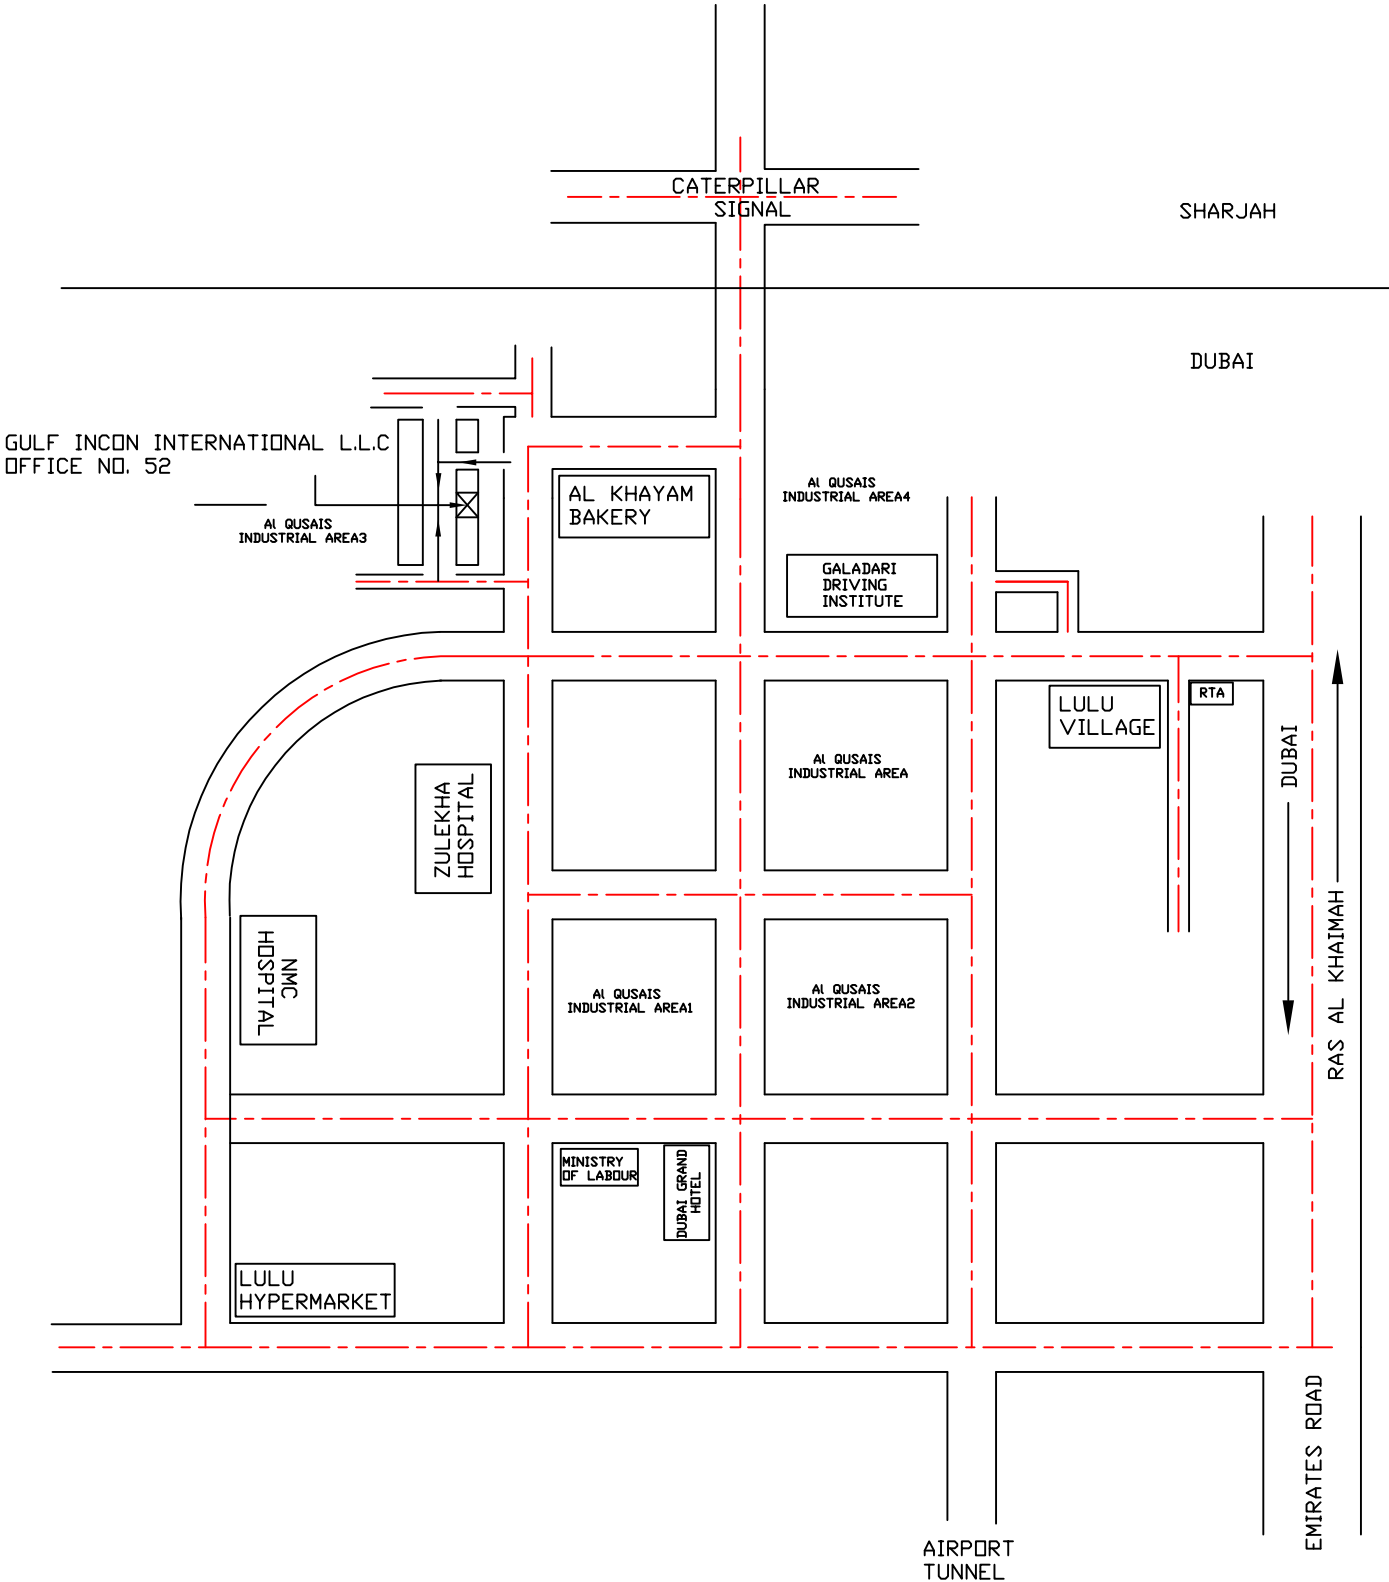 CATERPILLAR
SIGNAL
SHARJAH
DUBAI
GULF INCON INTERNATIONAL L.L.C
OFFICE NO. 52
Al QUSAIS
INDUSTRIAL AREA3
AL KHAYAM
BAKERY
Al QUSAIS
INDUSTRIAL AREA4
GALADARI
DRIVING
INSTITUTE
LULU
VILLAGE
RTA
ZULEKHA
HOSPITAL
Al QUSAIS
INDUSTRIAL AREA
DUBAI
RAS AL KHAIMAH
NMC
HOSPITAL
Al QUSAIS
INDUSTRIAL AREA1
Al QUSAIS
INDUSTRIAL AREA2
MINISTRY
OF LABOUR
DUBAI GRAND
HOTEL
LULU
HYPERMARKET
EMIRATES ROAD
AIRPORT
TUNNEL